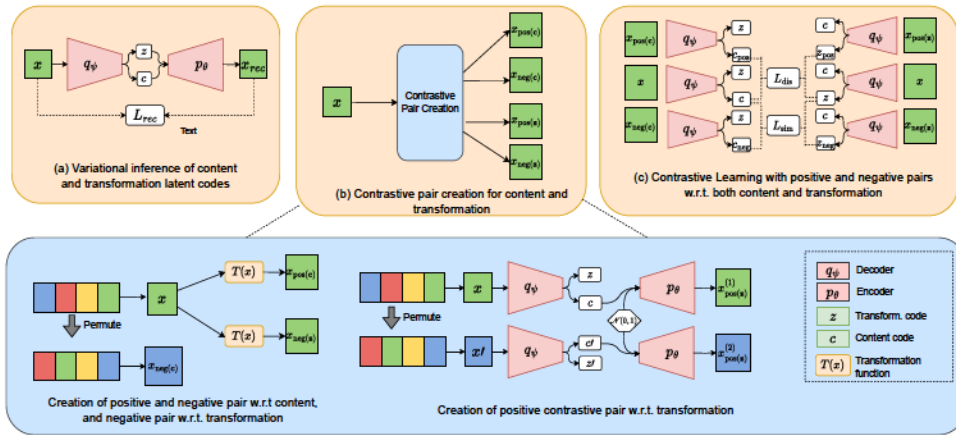 x
qψ
z
c
pθ
xrec
Lrec
Text
(a) Variational inference of content
and transformation latent codes
x
Contrastive
Pair Creation
xpos(c)
xneg(c)
xpos(z)
xneg(z)
(b) Contrastive pair creation for content and
transformation
xpos(c)
qψ
z
cpos
x
qψ
z
c
xneg(c)
qψ
z
cneg
Ldis
Lsim
c
zpos
qψ
xpos(z)
c
z
qψ
x
c
zneg
qψ
xneg(z)
(c) Contrastive Learning with positive and negative pairs
w.r.t. both content and transformation
x
T(x)
xpos(c)
T(x)
xneg(z)
Permute
xneg(c)
Creation of positive and negative pair w.r.t content,
and negative pair w.r.t. transformation
x
qψ
z
c
pθ
x(1)pos(z)
Permute
N(0, 1)
x′
qψ
c′
z′
pθ
x(2)pos(z)
Creation of positive contrastive pair w.r.t. transformation
qψ Decoder
pθ Encoder
z Transform. code
c Content code
T(x) Transformation
function